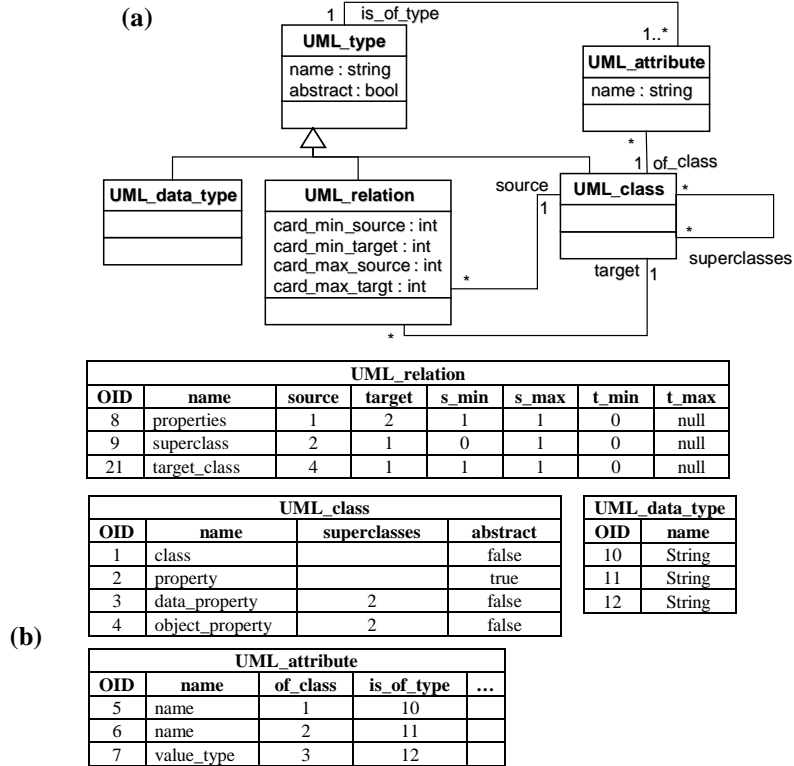 (a)
1 is_of_type
UML_type
name : string
abstract : bool
1..*
UML_attribute
name : string
*
1 of_class
UML_data_type
UML_relation
card_min_source : int
card_min_target : int
card_max_source : int
card_max_targt : int
source
1
*
UML_class
*
*
superclasses
target 1
*
UML_relation
OID name source target s_min s_max t_min t_max
8 properties 1 2 1 1 0 null
9 superclass 2 1 0 1 0 null
21 target_class 4 1 1 1 0 null
UML_class
OID name superclasses abstract
1 class false
2 property true
3 data_property 2 false
4 object_property 2 false
UML_data_type
OID name
10 String
11 String
12 String
(b)
UML_attribute
OID name of_class is_of_type ...
5 name 1 10
6 name 2 11
7 value_type 3 12